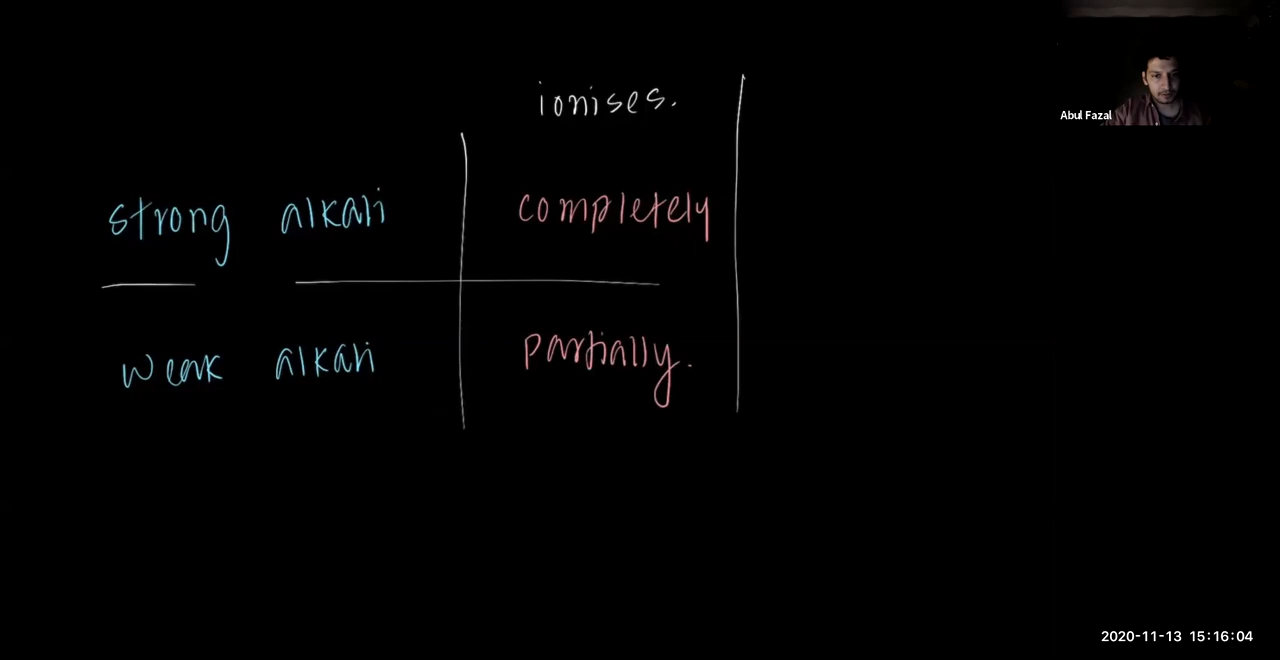 ionises.
Abul Fazal
strong alkali completely
weak alkali partially.
2020-11-13 15:16:04